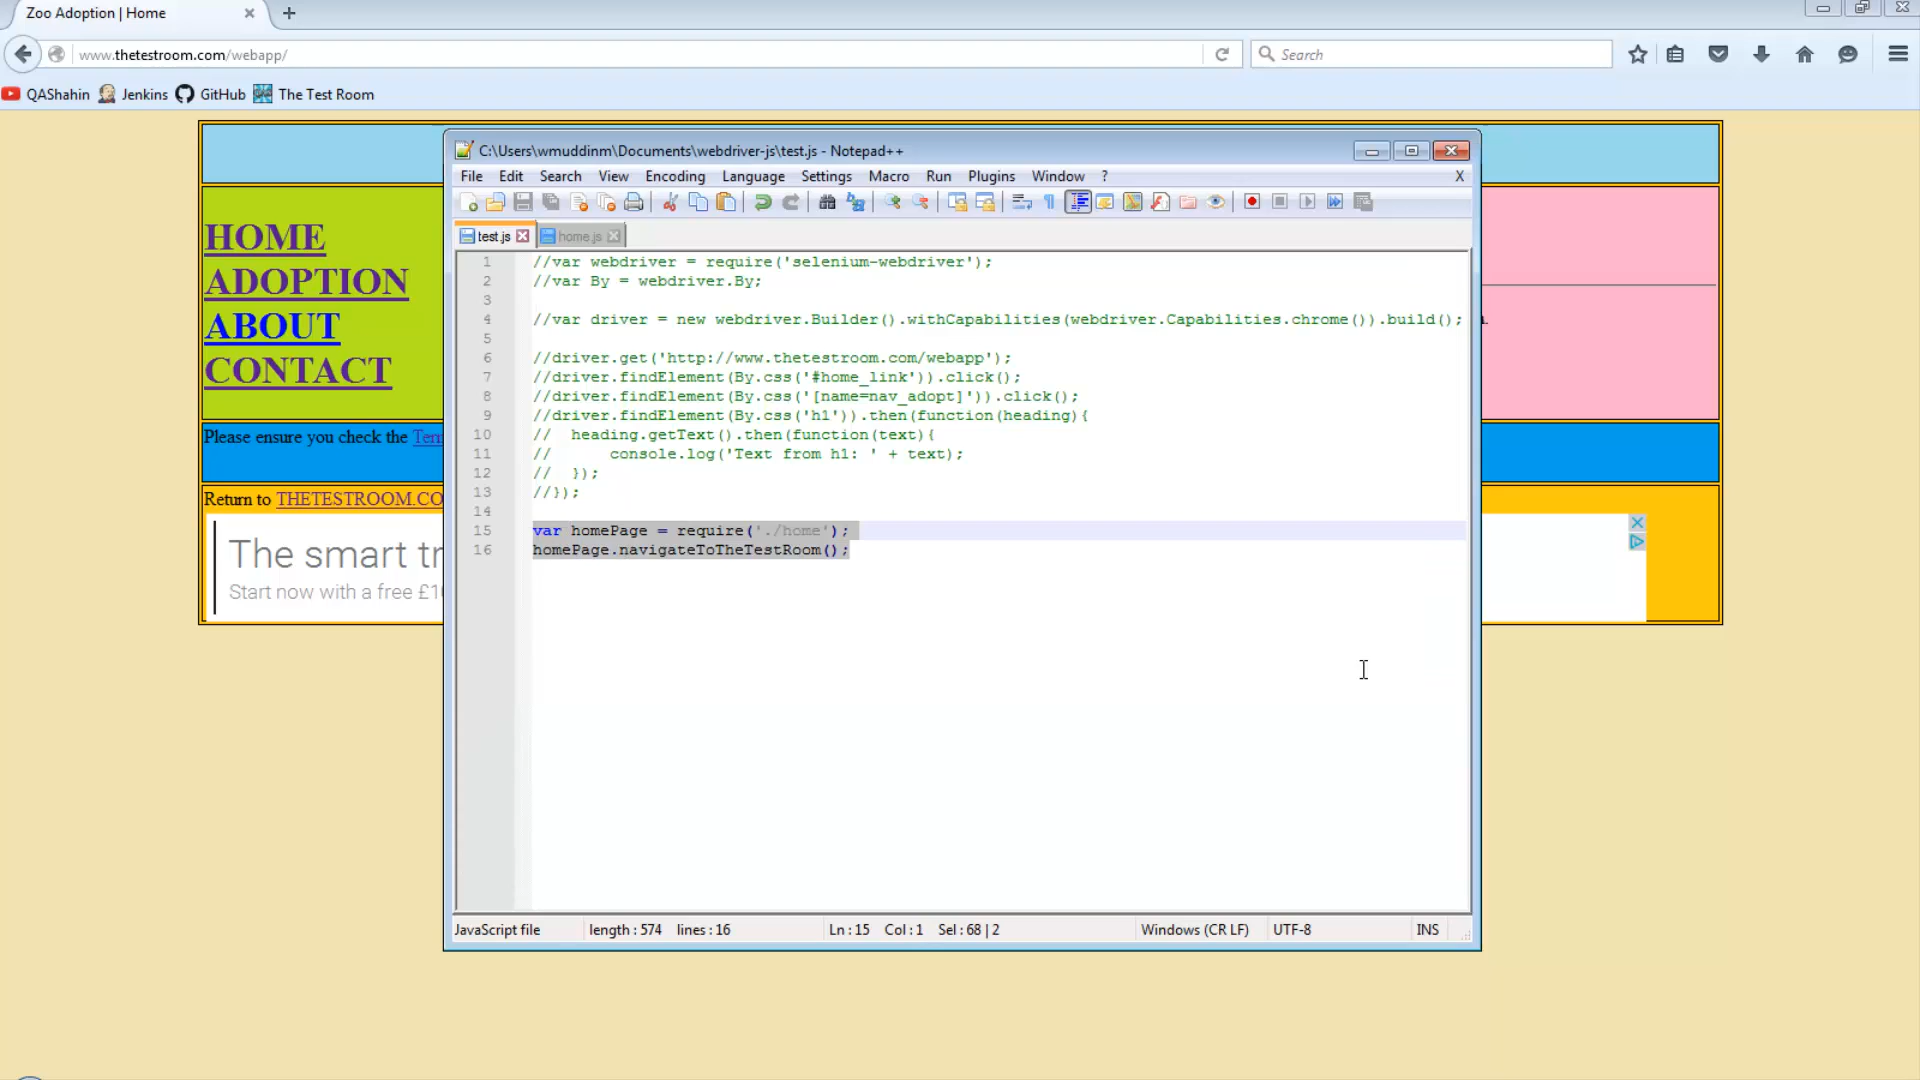 Zoo Adoption | Home
www.thetestroom.com/webapp/
Search
QAShahin Jenkins GitHub The Test Room
C:\Users\wmuddinm\Documents\webdriver-js\test.js - Notepad++
File Edit Search View Encoding Language Settings Macro Run Plugins Window ? X
test.js home.js
1 //var webdriver = require('selenium-webdriver');
2 //var By = webdriver.By;
3
4 //var driver = new webdriver.Builder().withCapabilities(webdriver.Capabilities.chrome()).build();
5
6 //driver.get('http://www.thetestroom.com/webapp');
7 //driver.findElement(By.css('#home_link')).click();
8 //driver.findElement(By.css('[name=nav_adopt]')).click();
9 //driver.findElement(By.css('h1')).then(function(heading){
10 // heading.getText().then(function(text){
11 // console.log('Text from h1: ' + text);
12 // });
13 //});
14
15 var homePage = require('./home');
16 homePage.navigateToTheTestRoom();
JavaScript file length : 574 lines : 16 Ln : 15 Col : 1 Sel : 68 | 2 Windows (CR LF) UTF-8 INS
HOME
ADOPTION
ABOUT
CONTACT
Please ensure you check the
Return to THETESTROOM.CO
The smart
Start now with a free